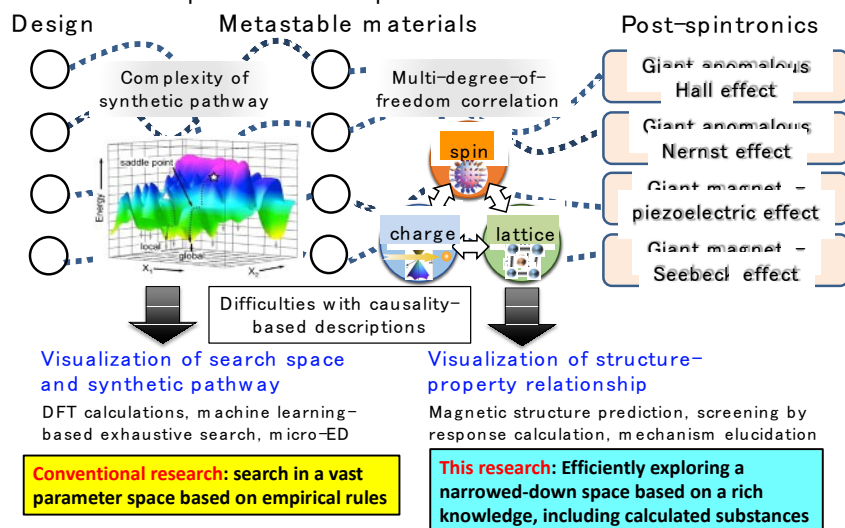 Design
Metastable materials
Post-spintronics
Complexity of
synthetic pathway
Multi-degree-of-
freedom correlation
Giant anomalous
Hall effect
Giant anomalous
Nernst effect
Giant magnet -
piezoelectric effect
Giant magnet -
Seebeck effect
saddle point
Energy
local
global
X₁
X₂
spin
charge
lattice
Difficulties with causality-
based descriptions
Visualization of search space
and synthetic pathway
DFT calculations, machine learning-
based exhaustive search, micro-ED
Conventional research: search in a vast
parameter space based on empirical rules
Visualization of structure-
property relationship
Magnetic structure prediction, screening by
response calculation, mechanism elucidation
This research: Efficiently exploring a
narrowed-down space based on a rich
knowledge, including calculated substances